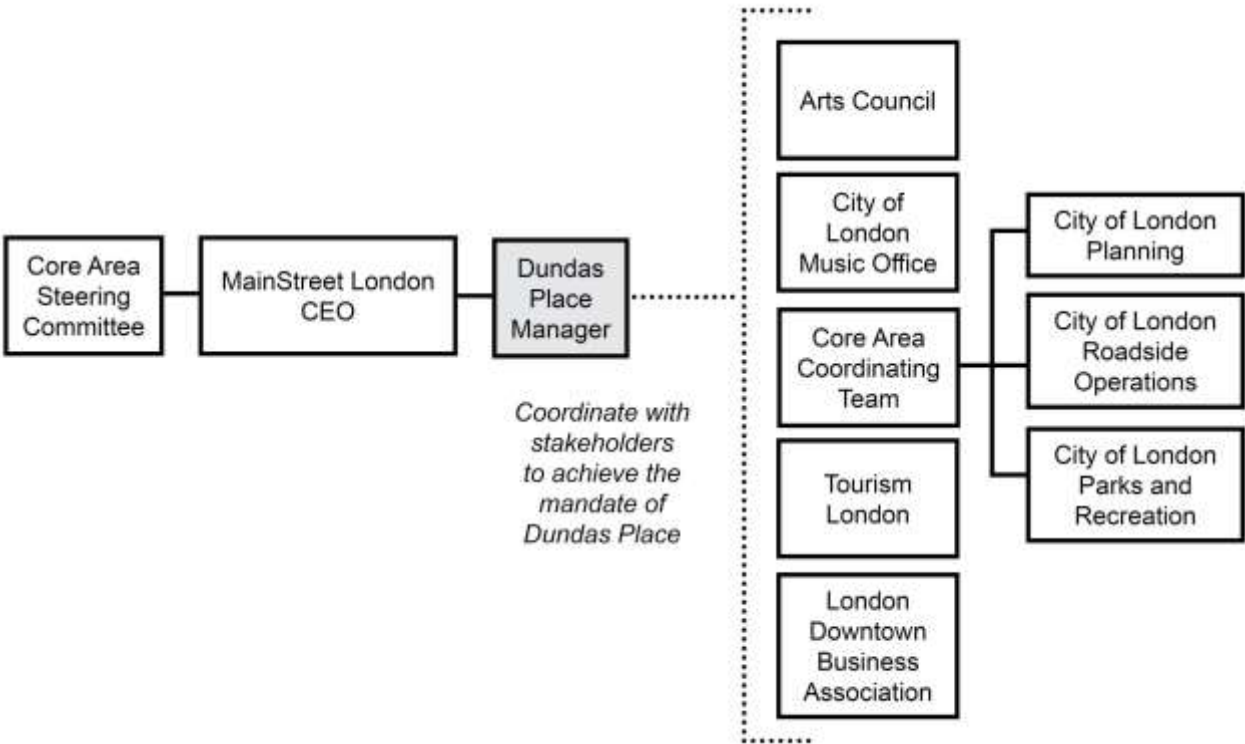 Core Area
Steering
Committee
MainStreet London
CEO
Dundas
Place
Manager
Coordinate with
stakeholders
to achieve the
mandate of
Dundas Place
Arts Council
City of
London
Music Office
Core Area
Coordinating
Team
Tourism
London
London
Downtown
Business
Association
City of London
Planning
City of London
Roadside
Operations
City of London
Parks and
Recreation